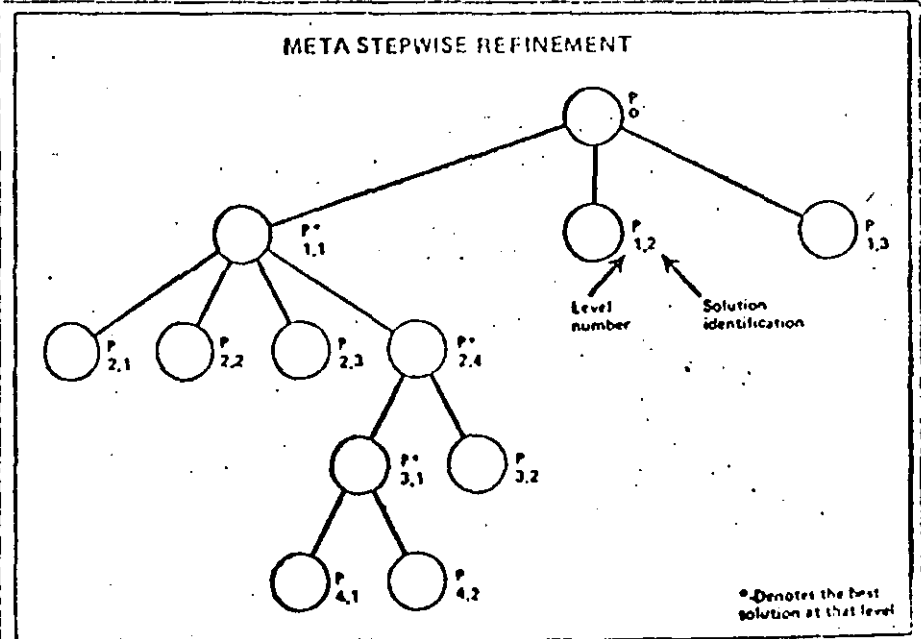 META STEPWISE REFINEMENT
P
0
P*
1,1
P
1,2
P
1,3
Level
number
Solution
identification
P
2,1
P
2,2
P
2,3
P*
2,4
P*
3,1
P
3,2
P
4,1
P
4,2
*-Denotes the best
solution at that level